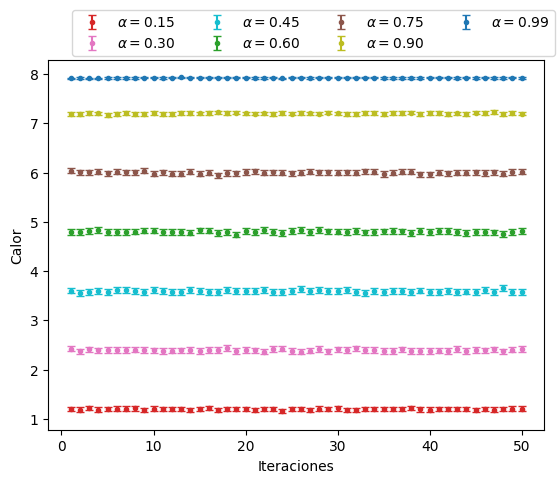 α = 0.15 α = 0.45 α = 0.75 α = 0.99
α = 0.30 α = 0.60 α = 0.90
8
7
6
5
4
3
2
1
Calor
0 10 20 30 40 50
Iteraciones